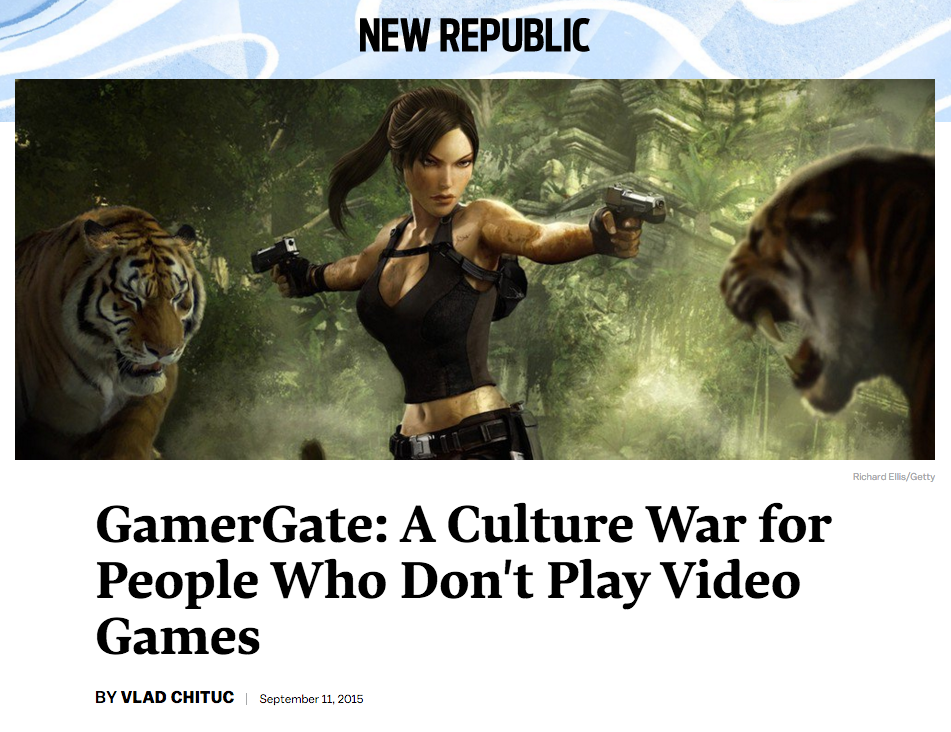 NEW REPUBLIC
Richard Ellis/Getty
GamerGate: A Culture War for
People Who Don't Play Video
Games
BY VLAD CHITUC | September 11, 2015